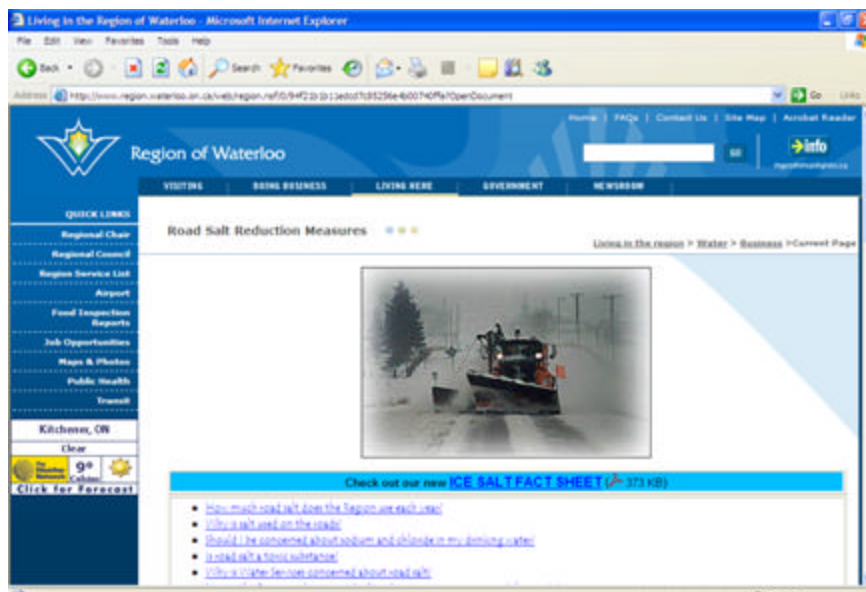 Living in the Region of Waterloo - Microsoft Internet Explorer
File Edit View Favorites Tools Help
Back Search Favorites
Address Go Links
Home | FAQs | Contact Us | Site Map | Acrobat Reader
Region of Waterloo
GO info
VISITING DOING BUSINESS LIVING HERE GOVERNMENT NEWSROOM
QUICK LINKS
Regional Chair
Regional Council
Region Service List
Airport
Food Inspection
Reports
Job Opportunities
Maps & Photos
Public Health
Transit
Kitchener, ON
Clear
9°
Celsius
Click for Forecast
Road Salt Reduction Measures
Living in the region > Water > Business >Current Page
Check out our new ICE SALT FACT SHEET ( 373 KB)
How much road salt does the Region use each year?
Why is salt used on the roads?
Should I be concerned about sodium and chloride in my drinking water?
Is road salt a toxic substance?
Why is Water Services concerned about road salt?